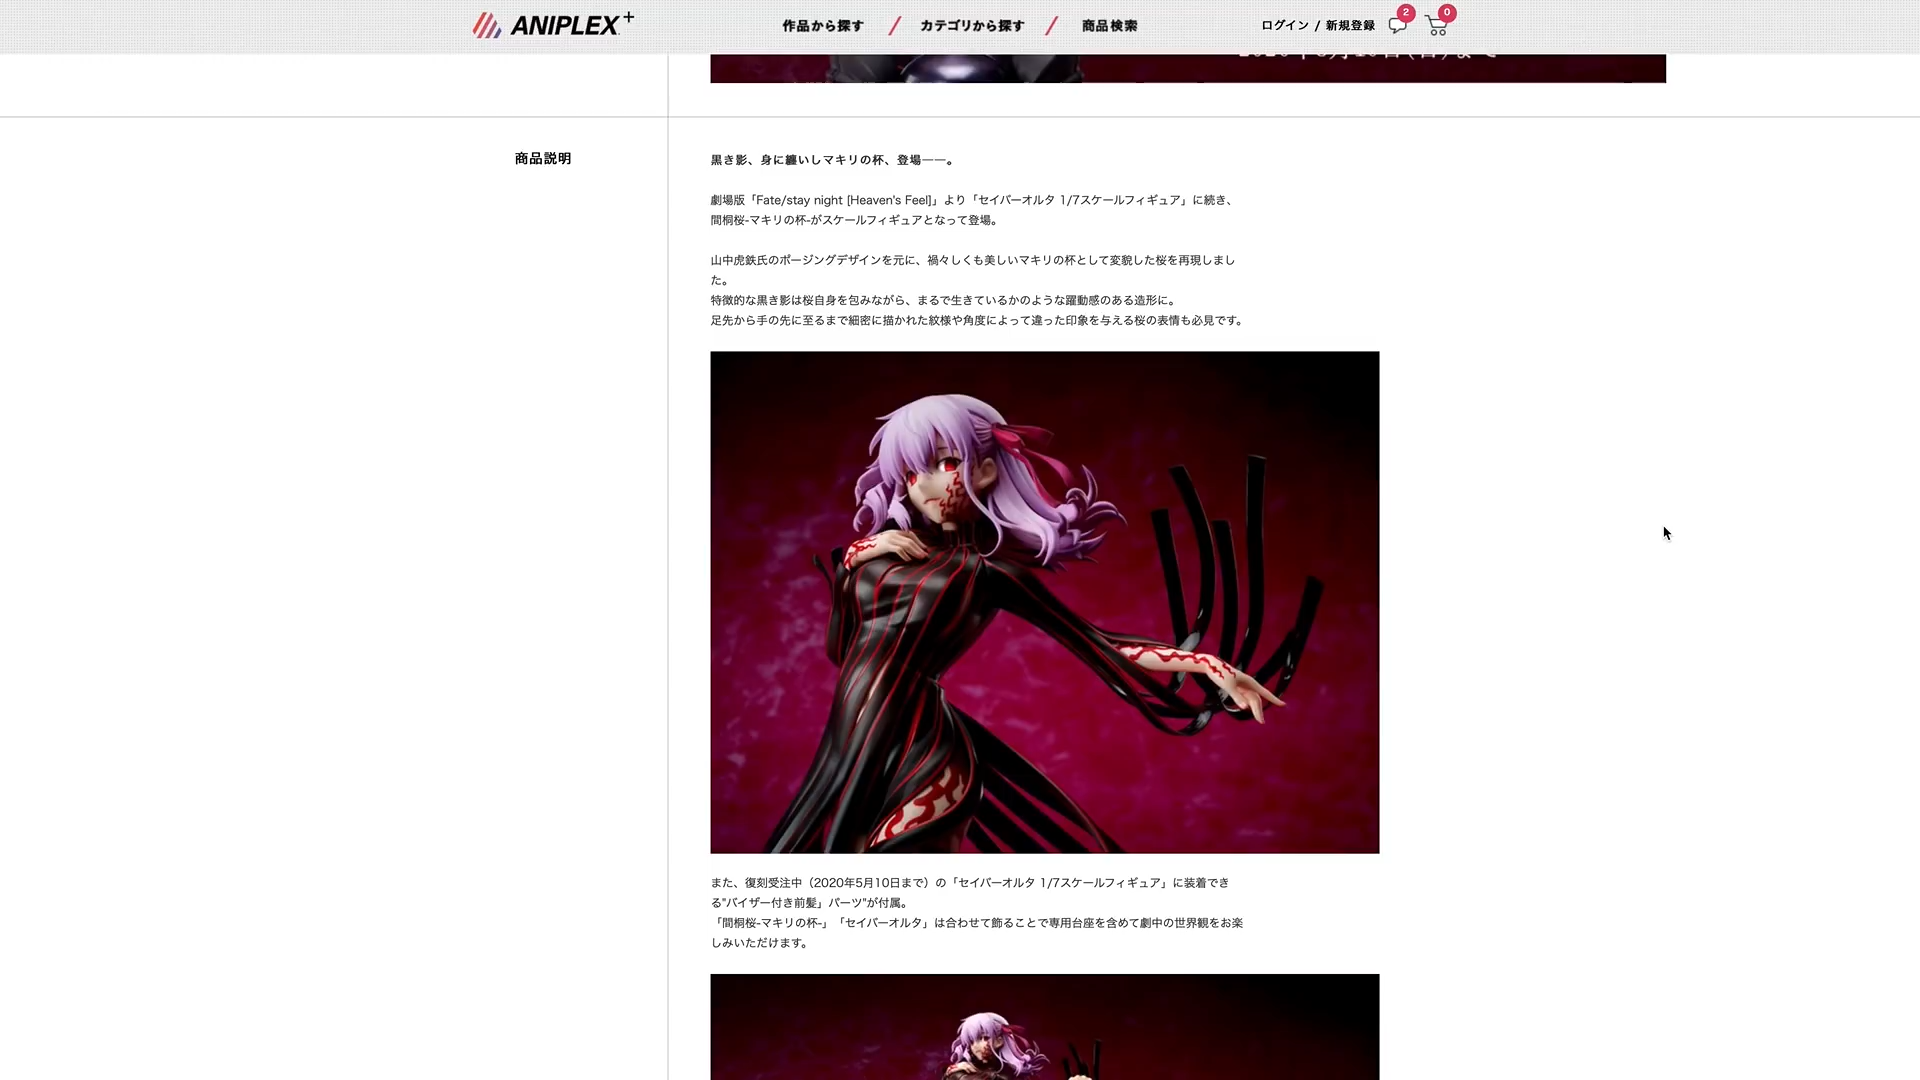 ANIPLEX+
作品から探す / カテゴリから探す / 商品検索
ログイン / 新規登録
2
0
商品説明
黒き影、身に纏いしマキリの杯、登場――。
劇場版「Fate/stay night [Heaven's Feel]」より「セイバーオルタ 1/7スケールフィギュア」に続き、
間桐桜-マキリの杯-がスケールフィギュアとなって登場。
山中虎鉄氏のポージングデザインを元に、禍々しくも美しいマキリの杯として変貌した桜を再現しまし
た。
特徴的な黒き影は桜自身を包みながら、まるで生きているかのような躍動感のある造形に。
足先から手の先に至るまで細密に描かれた紋様や角度によって違った印象を与える桜の表情も必見です。
また、復刻受注中（2020年5月10日まで）の「セイバーオルタ 1/7スケールフィギュア」に装着でき
る"バイザー付き前髪」パーツ"が付属。
「間桐桜-マキリの杯-」「セイバーオルタ」は合わせて飾ることで専用台座を含めて劇中の世界観をお楽
しみいただけます。